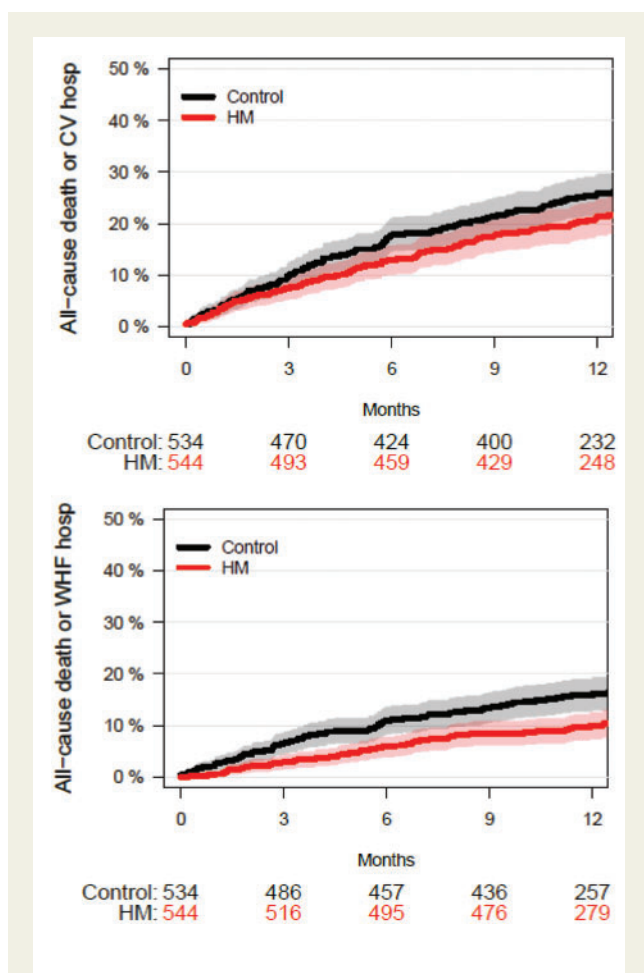 All-cause death or CV hosp
50 %
40 %
30 %
20 %
10 %
0 %
Control
HM
0 3 6 9 12
Months
Control: 534 470 424 400 232
HM: 544 493 459 429 248
All-cause death or WHF hosp
50 %
40 %
30 %
20 %
10 %
0 %
Control
HM
0 3 6 9 12
Months
Control: 534 486 457 436 257
HM: 544 516 495 476 279